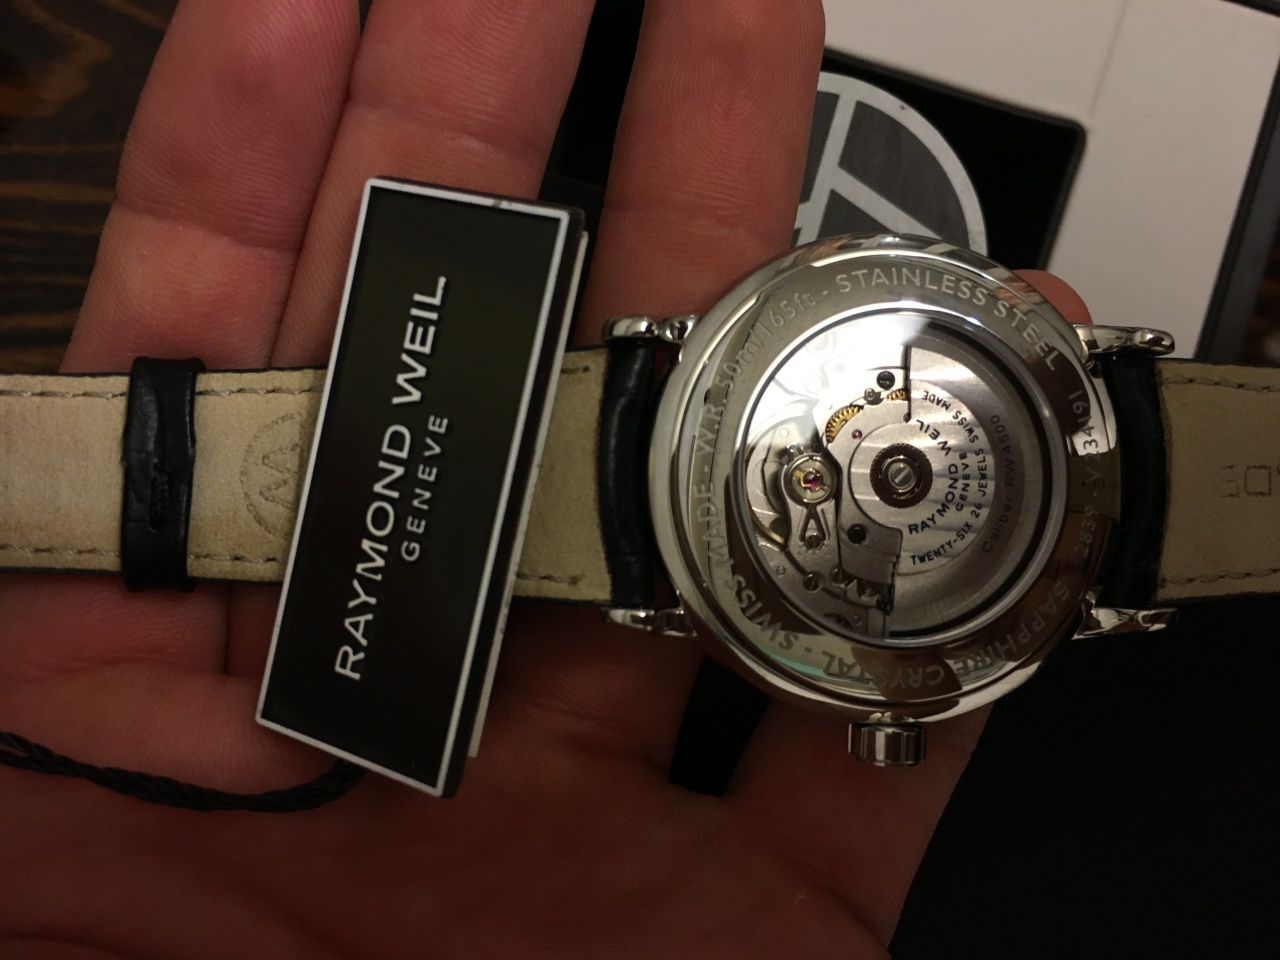 RAYMOND WEIL
GENEVE
STAINLESS STEEL
2839
SAPPHIRE CRYSTAL - SWISS MADE - W.R. 50m/165ft -
RAYMOND WEIL
GENEVE
TWENTY-SIX 26 JEWELS SWISS MADE
Caliber RW4500